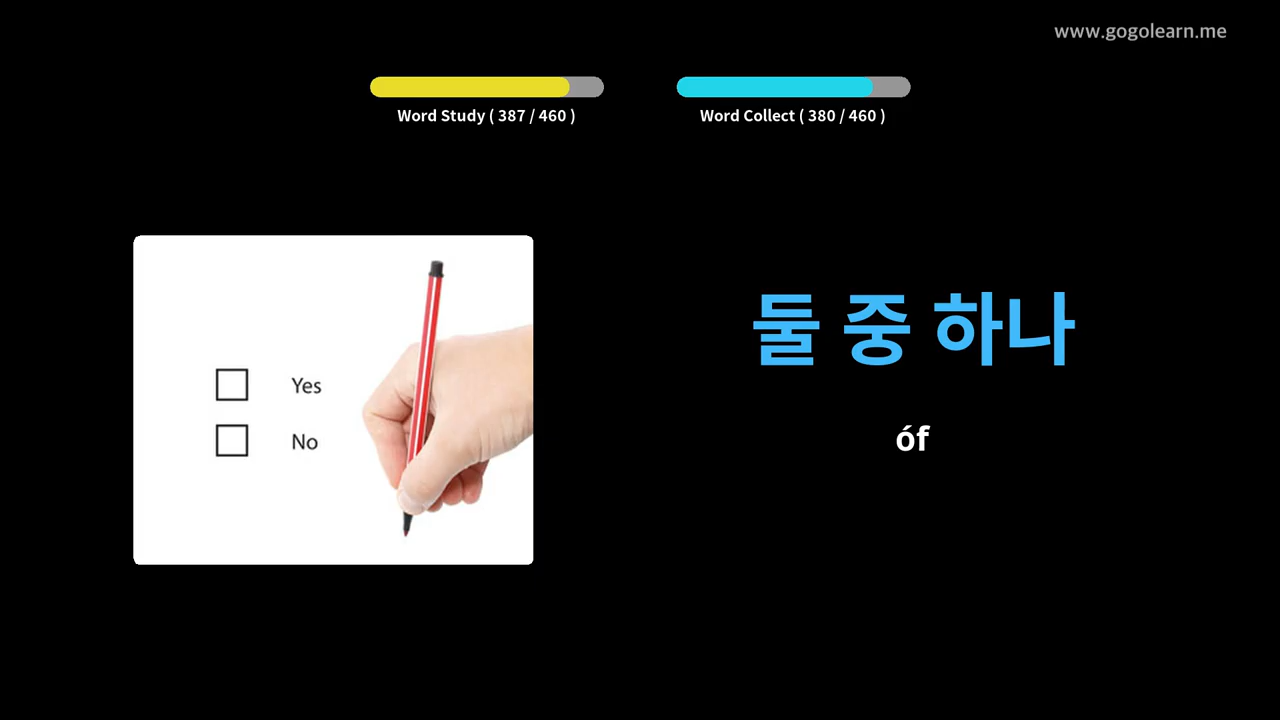 www.gogolearn.me
Word Study ( 387 / 460 )
Word Collect ( 380 / 460 )
둘 중 하나
óf
Yes
No